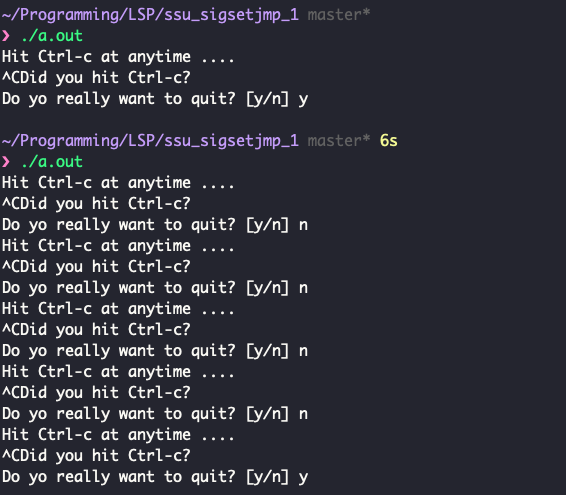 ~/Programming/LSP/ssu_sigsetjmp_1 master*
❯ ./a.out
Hit Ctrl-c at anytime ....
^CDid you hit Ctrl-c?
Do yo really want to quit? [y/n] y
~/Programming/LSP/ssu_sigsetjmp_1 master* 6s
❯ ./a.out
Hit Ctrl-c at anytime ....
^CDid you hit Ctrl-c?
Do yo really want to quit? [y/n] n
Hit Ctrl-c at anytime ....
^CDid you hit Ctrl-c?
Do yo really want to quit? [y/n] n
Hit Ctrl-c at anytime ....
^CDid you hit Ctrl-c?
Do yo really want to quit? [y/n] n
Hit Ctrl-c at anytime ....
^CDid you hit Ctrl-c?
Do yo really want to quit? [y/n] n
Hit Ctrl-c at anytime ....
^CDid you hit Ctrl-c?
Do yo really want to quit? [y/n] y